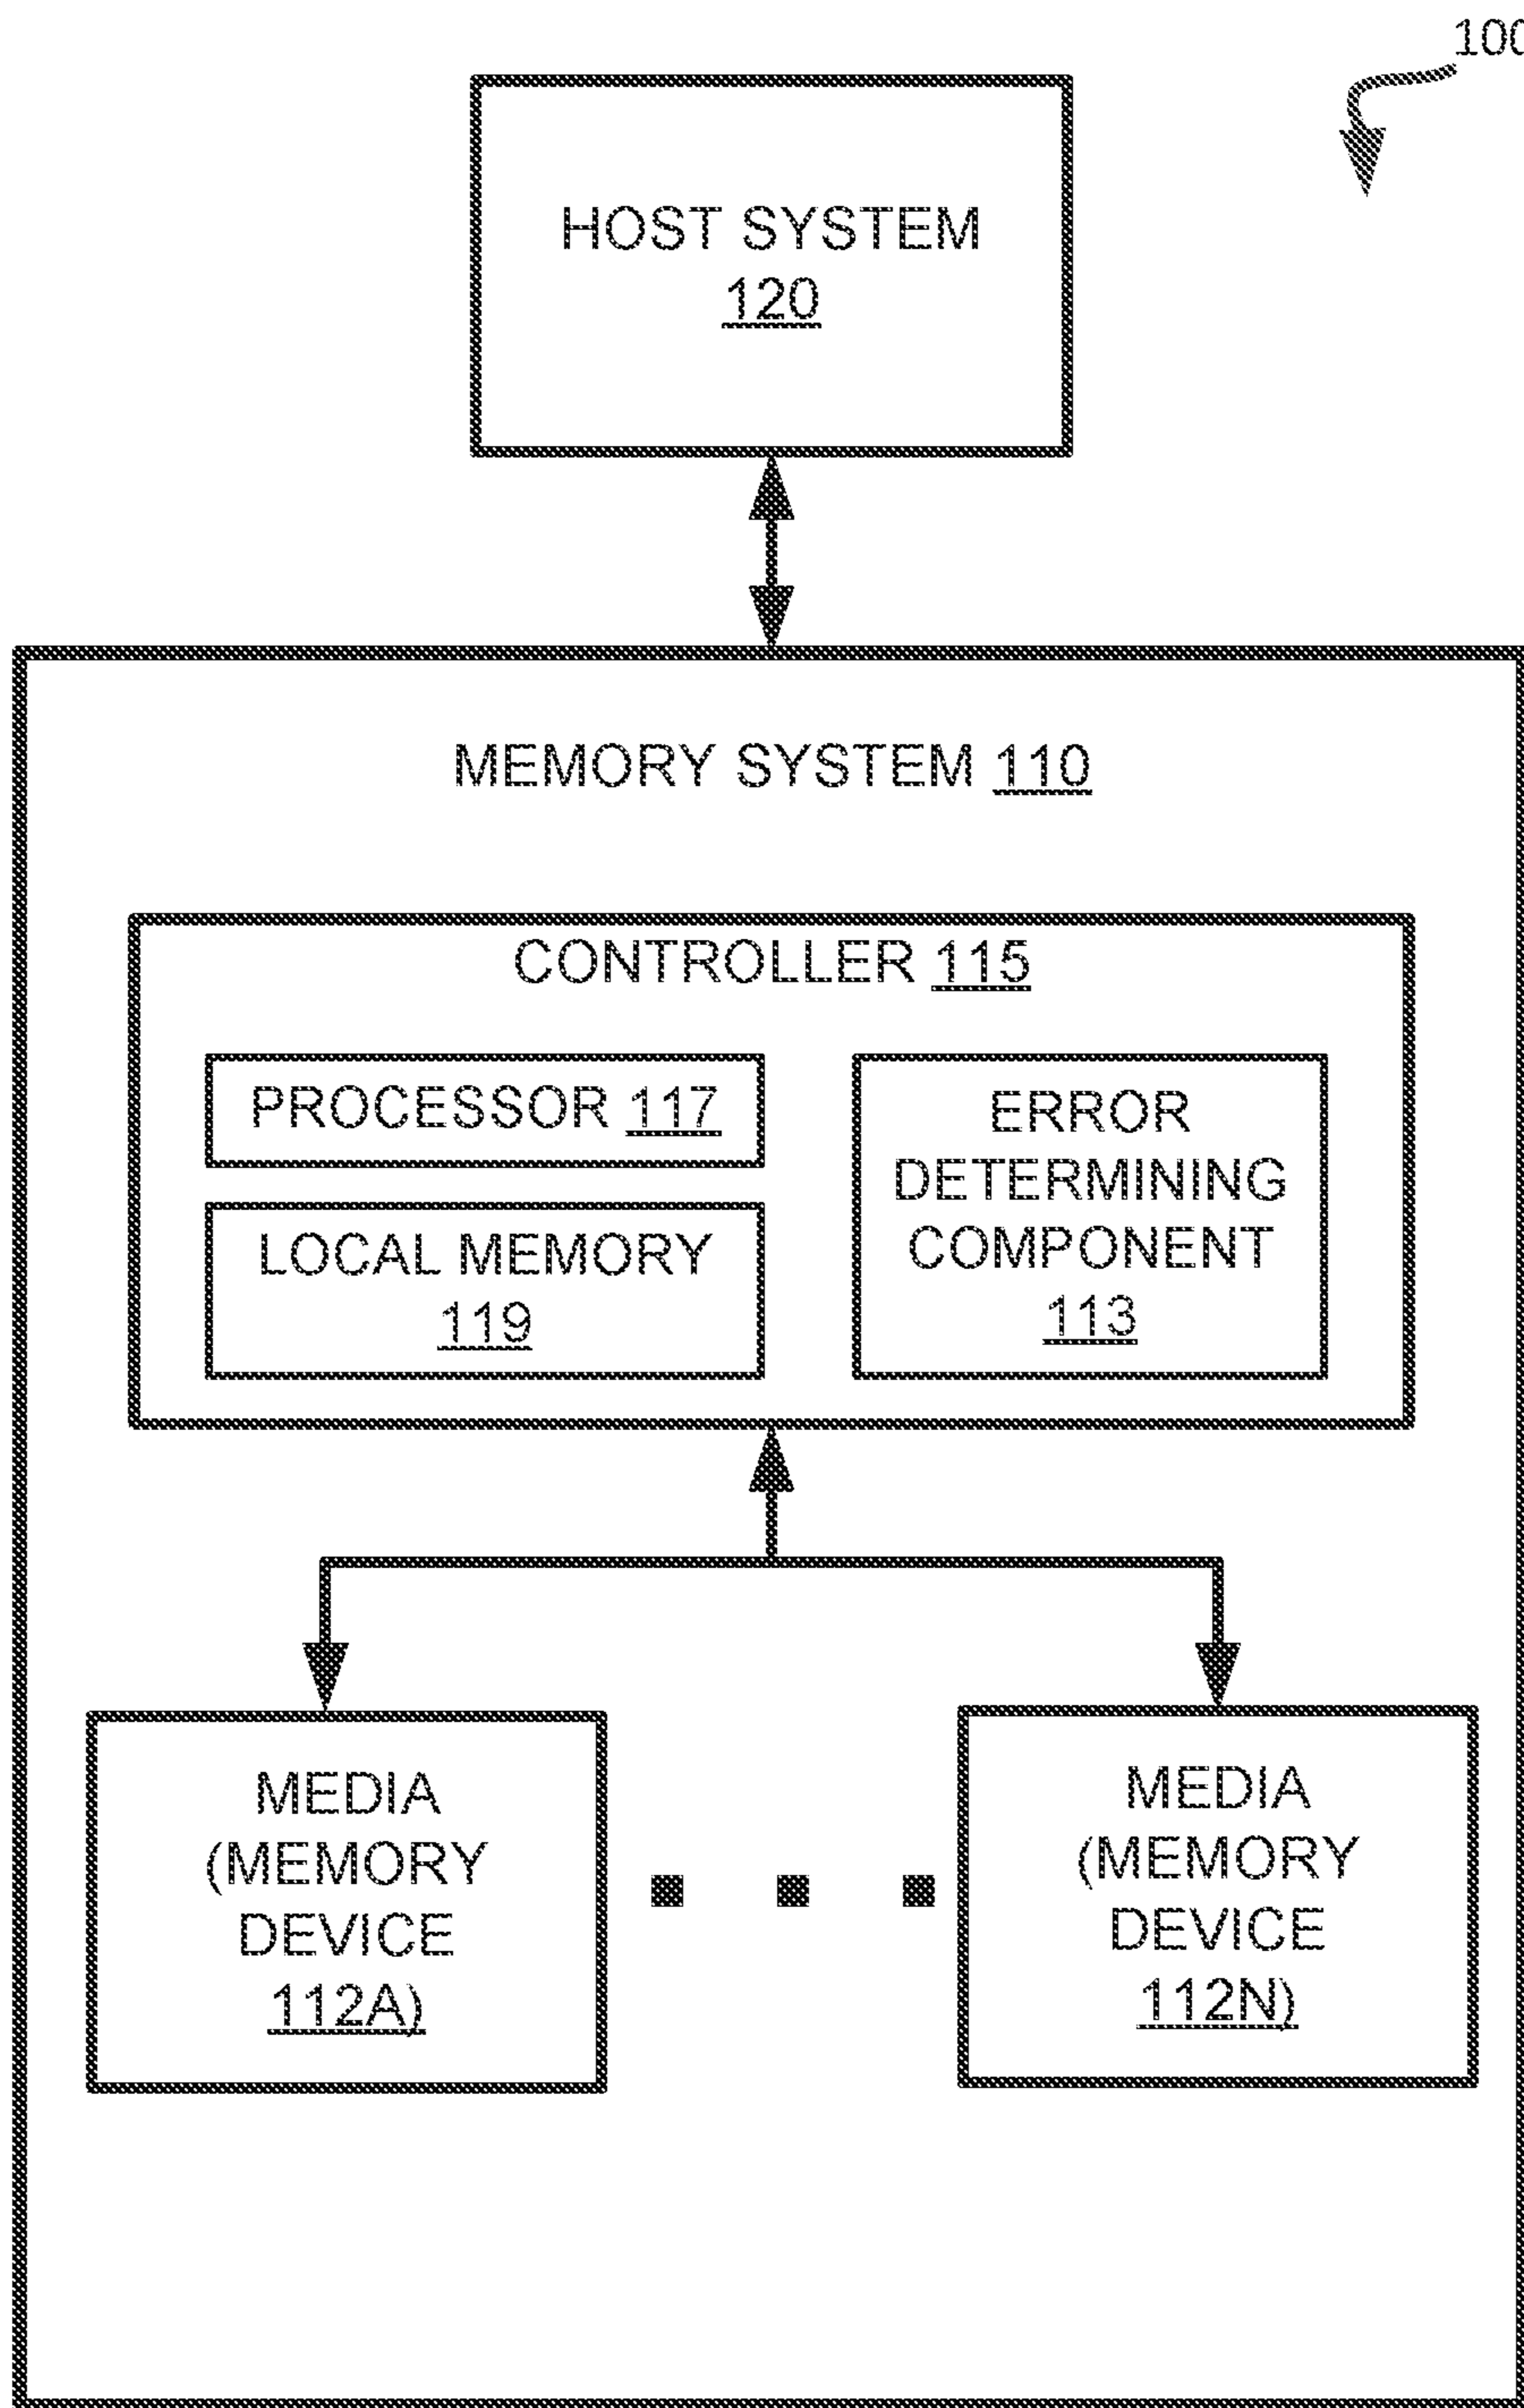 100
HOST SYSTEM
120
MEMORY SYSTEM 110
CONTROLLER 115
PROCESSOR 117
LOCAL MEMORY
119
ERROR
DETERMINING
COMPONENT
113
MEDIA
(MEMORY
DEVICE
112A)
MEDIA
(MEMORY
DEVICE
112N)